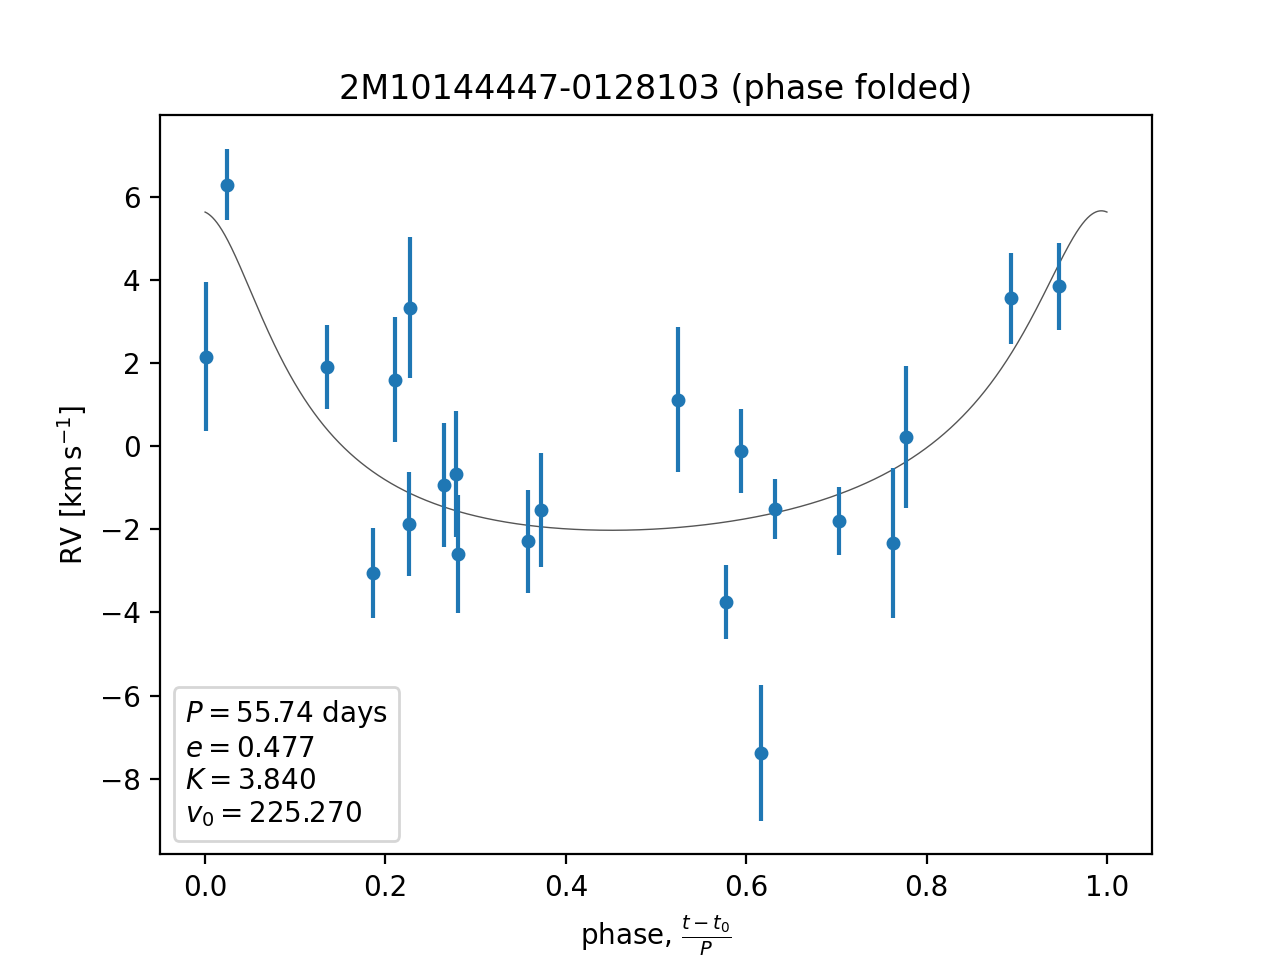 2M10144447-0128103 (phase folded)
RV [km s⁻¹]
6
4
2
0
−2
−4
−6
−8
P = 55.74 days
e = 0.477
K = 3.840
v₀ = 225.270
0.0 0.2 0.4 0.6 0.8 1.0
phase, (t − t₀)/P